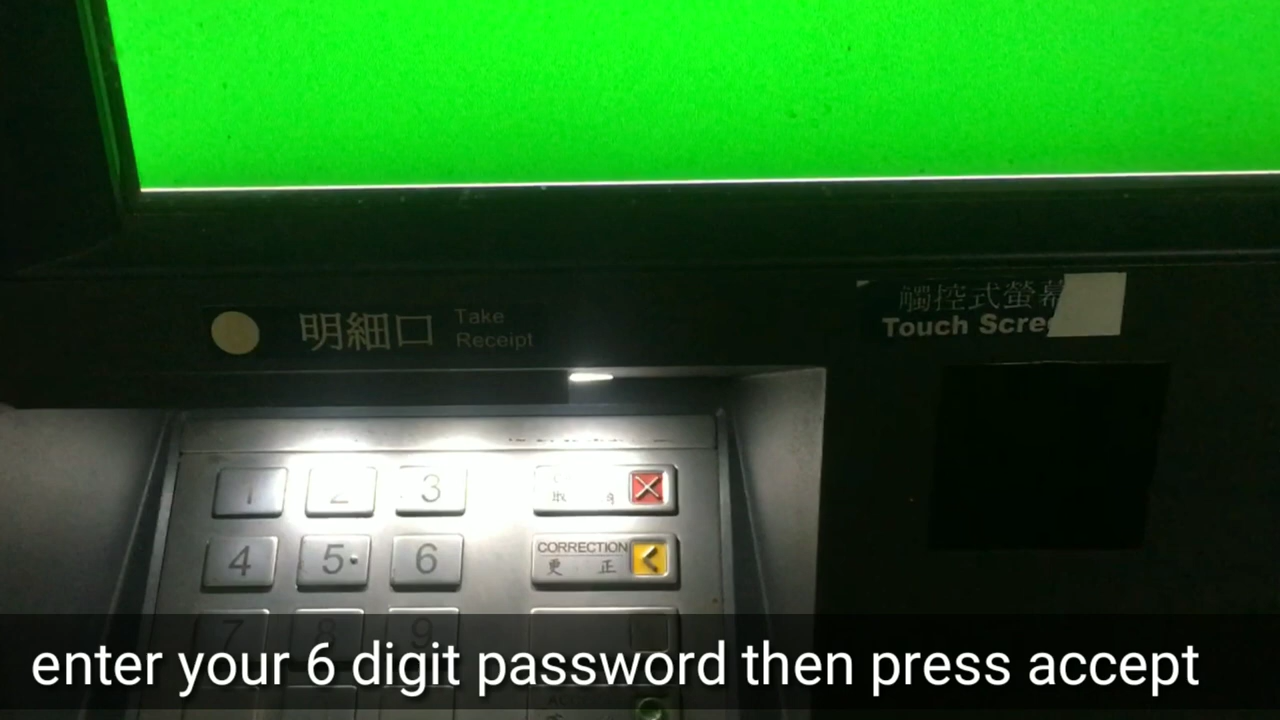 明細口
Take
Receipt
觸控式螢幕
Touch Scre
1 2 3
取
CORRECTION
4 5 6
更 正
7 8 9
enter your 6 digit password then press accept